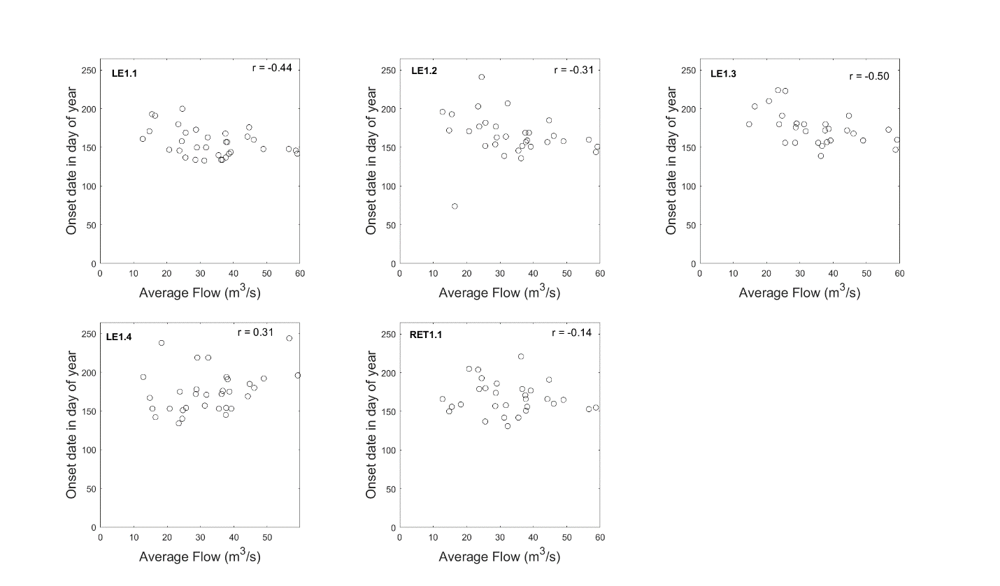 LE1.1
r = -0.44
250
200
150
100
50
0
0 10 20 30 40 50 60
Onset date in day of year
Average Flow (m³/s)
LE1.2
r = -0.31
250
200
150
100
50
0
0 10 20 30 40 50 60
Onset date in day of year
Average Flow (m³/s)
LE1.3
r = -0.50
250
200
150
100
50
0
0 10 20 30 40 50 60
Onset date in day of year
Average Flow (m³/s)
LE1.4
r = 0.31
250
200
150
100
50
0
0 10 20 30 40 50
Onset date in day of year
Average Flow (m³/s)
RET1.1
r = -0.14
250
200
150
100
50
0
0 10 20 30 40 50 60
Onset date in day of year
Average Flow (m³/s)